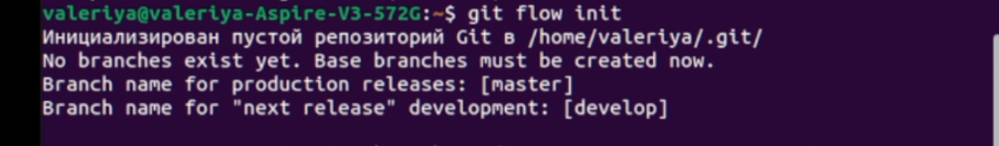 valeriya@valeriya-Aspire-V3-572G:~$ git flow init
Инициализирован пустой репозиторий Git в /home/valeriya/.git/
No branches exist yet. Base branches must be created now.
Branch name for production releases: [master]
Branch name for "next release" development: [develop]